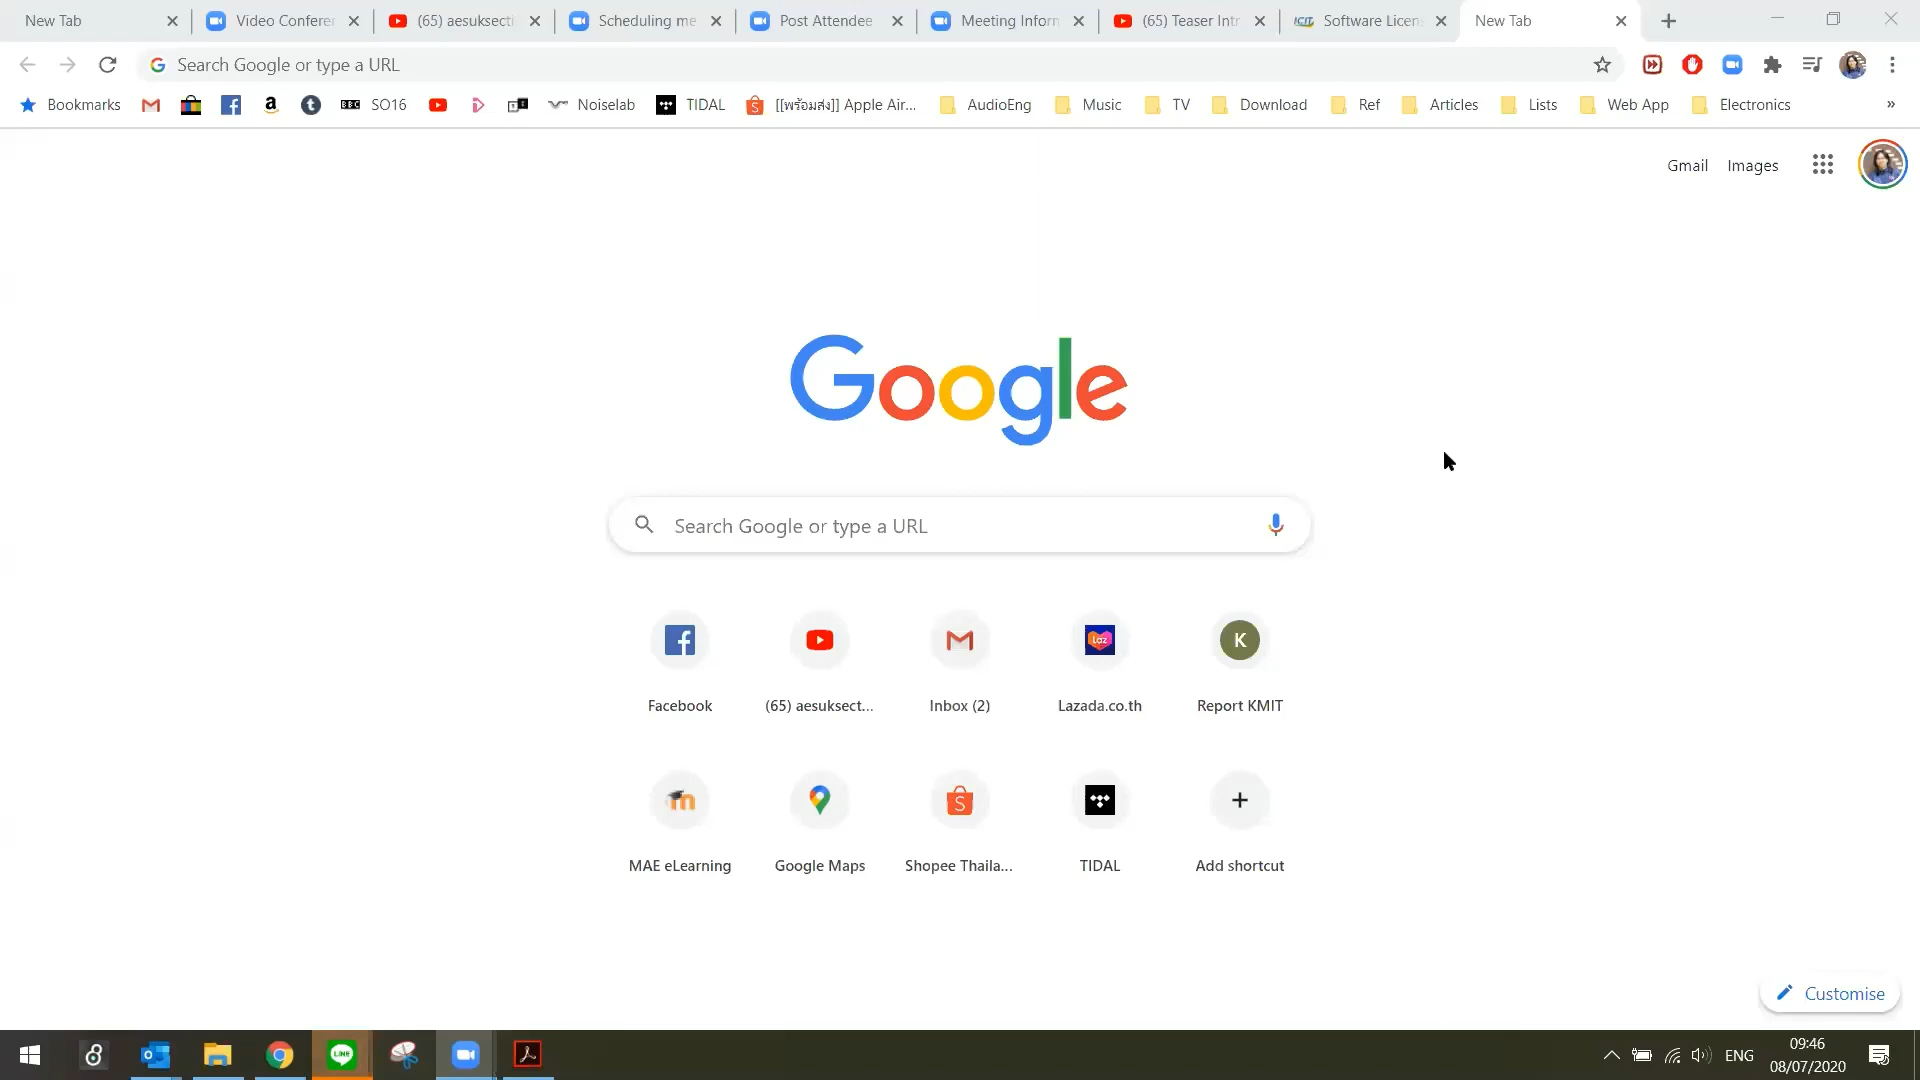 New Tab
Video Conferen
(65) aesuksecti
Scheduling me
Post Attendee
Meeting Inform
(65) Teaser Intr
ICIT Software Licen
New Tab
Search Google or type a URL
Bookmarks
BBC SO16
Noiselab
TIDAL
[[พร้อมส่ง]] Apple Air...
AudioEng
Music
TV
Download
Ref
Articles
Lists
Web App
Electronics
»
Gmail
Images
Google
Search Google or type a URL
Facebook
(65) aesuksect...
Inbox (2)
Lazada.co.th
K
Report KMIT
MAE eLearning
Google Maps
Shopee Thaila...
TIDAL
Add shortcut
Customise
LINE
ENG
09:46
08/07/2020